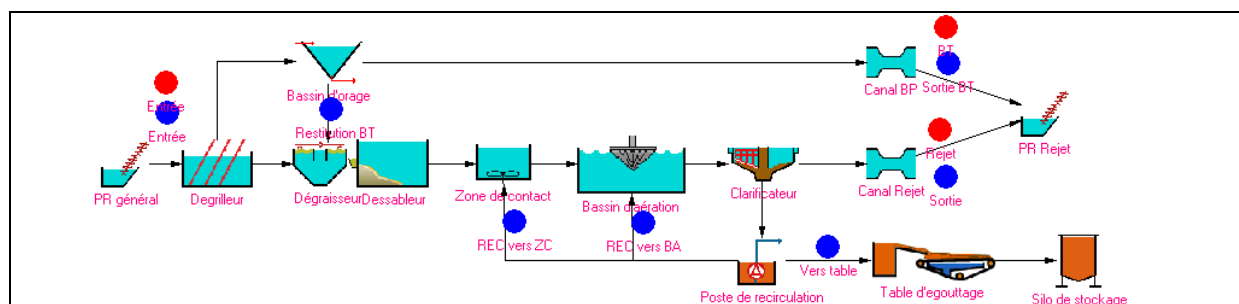 BT
Bassin d'orage
Canal BP
Sortie BT
Entrée
Entrée
Restitution BT
Rejet
PR Rejet
PR général
Degrilleur
Dégraisseur
Dessableur
Zone de contact
Bassin d'aération
Clarificateur
Canal Rejet
Sortie
REC vers ZC
REC vers BA
Vers table
Poste de recirculation
Table d'egouttage
Silo de stockage